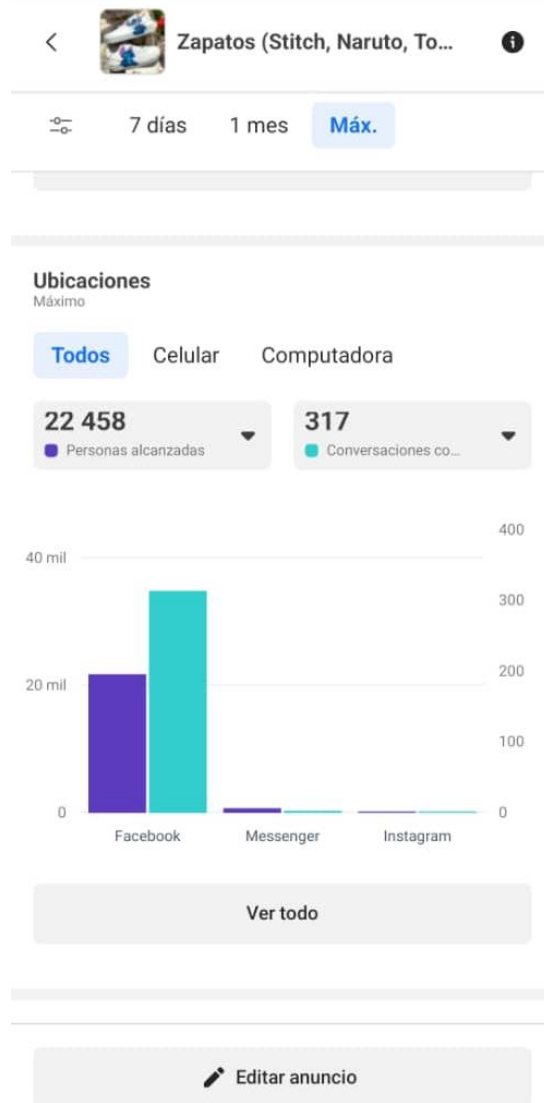 Zapatos (Stitch, Naruto, To...
7 días 1 mes Máx.
Ubicaciones
Máximo
Todos Celular Computadora
22 458 317
Personas alcanzadas Conversaciones co...
400
40 mil
300
20 mil 200
100
0 0
Facebook Messenger Instagram
Ver todo
Editar anuncio